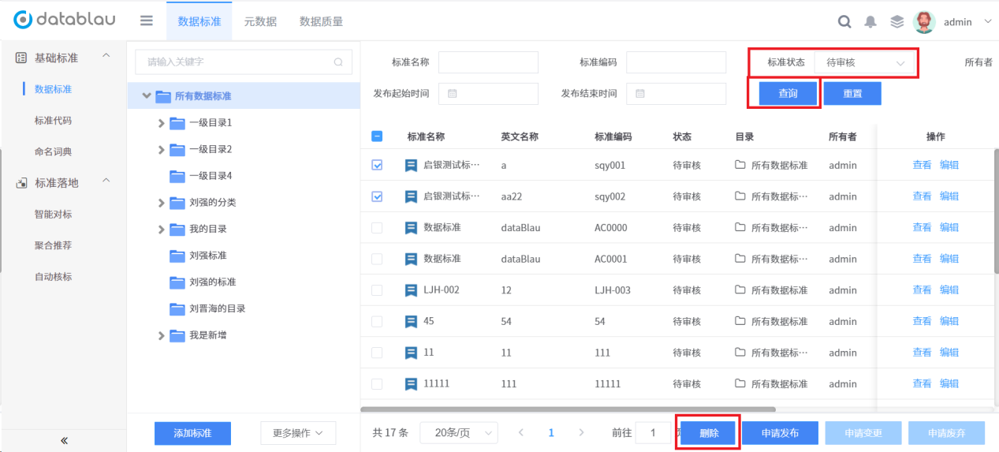 datablau
数据标准
元数据
数据质量
admin
基础标准
数据标准
标准代码
命名词典
标准落地
智能对标
聚合推荐
自动核标
请输入关键字
所有数据标准
一级目录1
一级目录2
一级目录4
刘强的分类
我的目录
刘强标准
刘强的标准
刘晋海的目录
我是新增
添加标准
更多操作
标准名称
标准编码
标准状态 待审核
所有者
发布起始时间
发布结束时间
查询
重置
标准名称 英文名称 标准编码 状态 目录 所有者 操作
启银测试标··· a sqy001 待审核 所有数据标准 admin 查看 编辑
启银测试标··· aa22 sqy002 待审核 所有数据标··· admin 查看 编辑
数据标准 dataBlau AC0000 待审核 所有数据标··· admin 查看 编辑
数据标准 dataBlau AC0001 待审核 所有数据标··· admin 查看 编辑
LJH-002 12 LJH-003 待审核 所有数据标准 admin 查看 编辑
45 54 54 待审核 所有数据标准 admin 查看 编辑
11 11 111 待审核 所有数据标··· admin 查看 编辑
11111 111 11111 待审核 所有数据标准 admin 查看 编辑
共 17 条 20条/页 1 前往 1 删除 申请发布 申请变更 申请废弃